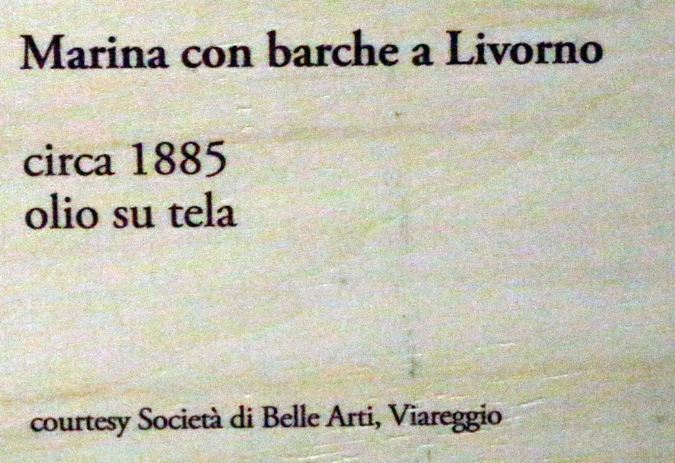 Marina con barche a Livorno
circa 1885
olio su tela
courtesy Società di Belle Arti, Viareggio